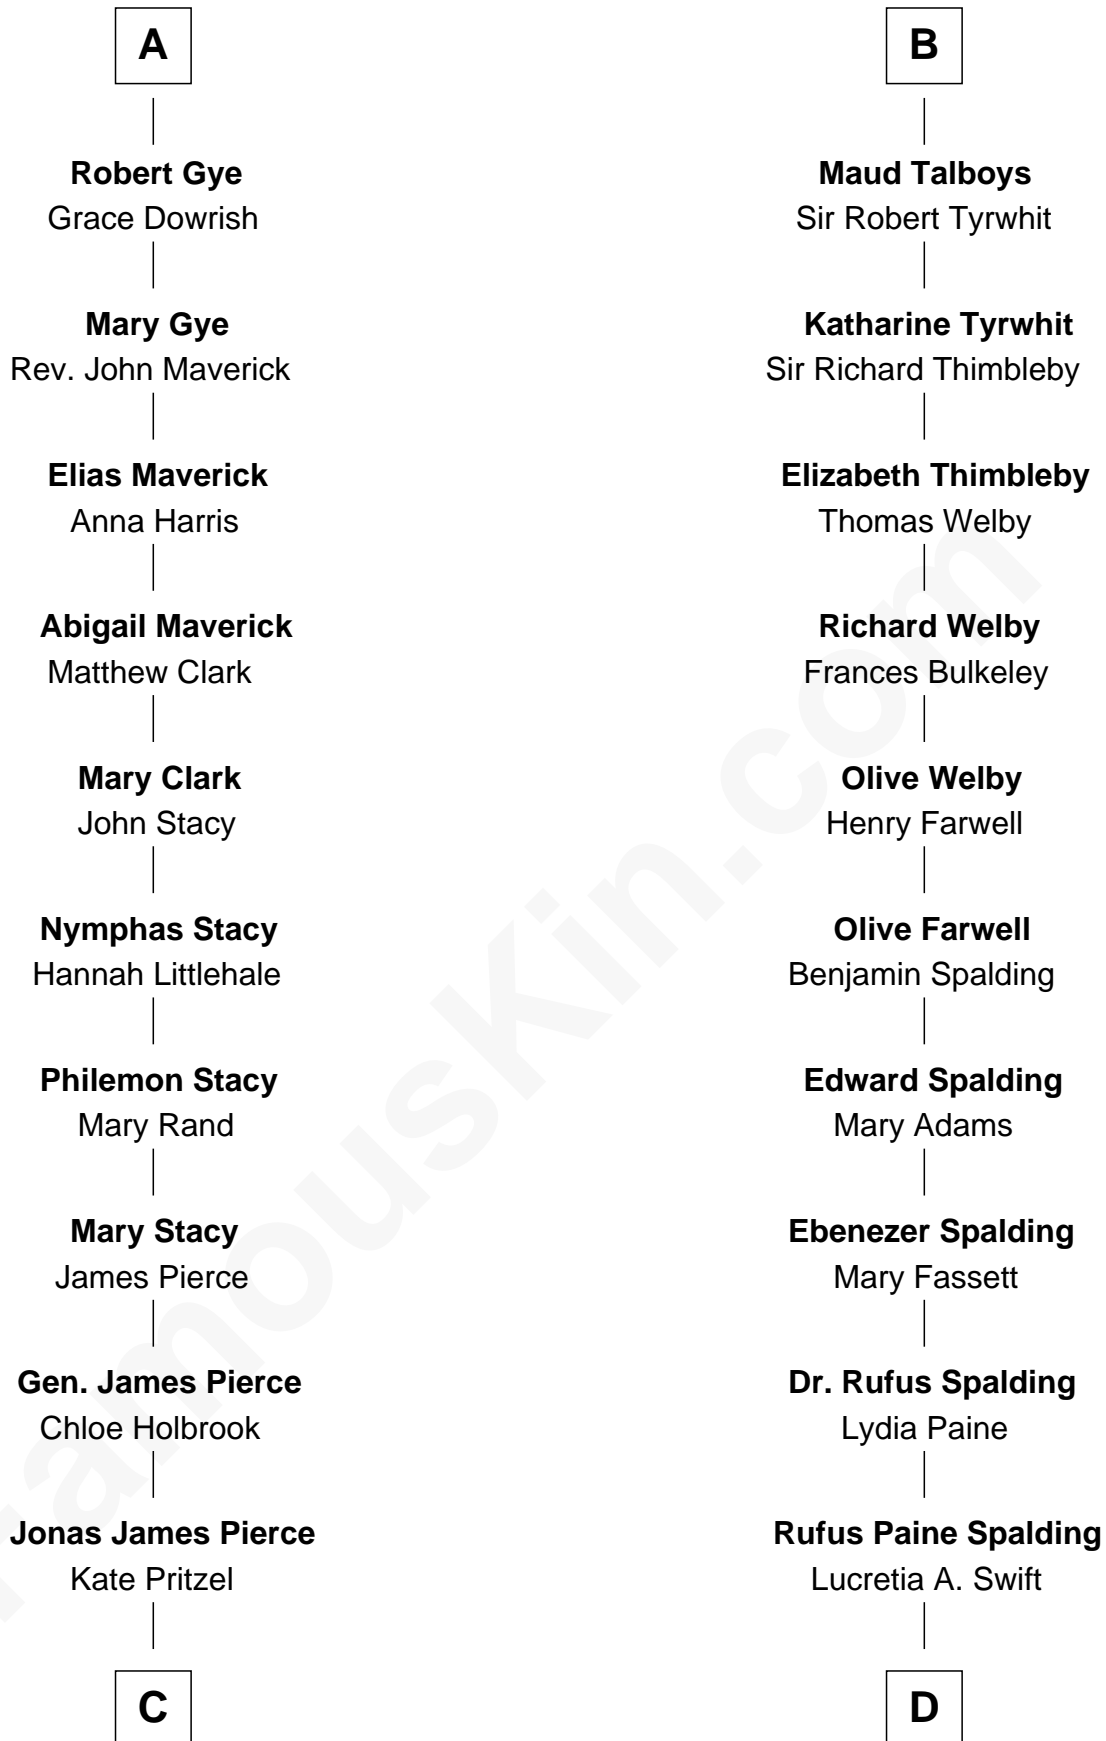 A
Robert Gye
Grace Dowrish
Mary Gye
Rev. John Maverick
Elias Maverick
Anna Harris
Abigail Maverick
Matthew Clark
Mary Clark
John Stacy
Nymphas Stacy
Hannah Littlehale
Philemon Stacy
Mary Rand
Mary Stacy
James Pierce
Gen. James Pierce
Chloe Holbrook
Jonas James Pierce
Kate Pritzel
C
B
Maud Talboys
Sir Robert Tyrwhit
Katharine Tyrwhit
Sir Richard Thimbleby
Elizabeth Thimbleby
Thomas Welby
Richard Welby
Frances Bulkeley
Olive Welby
Henry Farwell
Olive Farwell
Benjamin Spalding
Edward Spalding
Mary Adams
Ebenezer Spalding
Mary Fassett
Dr. Rufus Spalding
Lydia Paine
Rufus Paine Spalding
Lucretia A. Swift
D
FamousKin.com